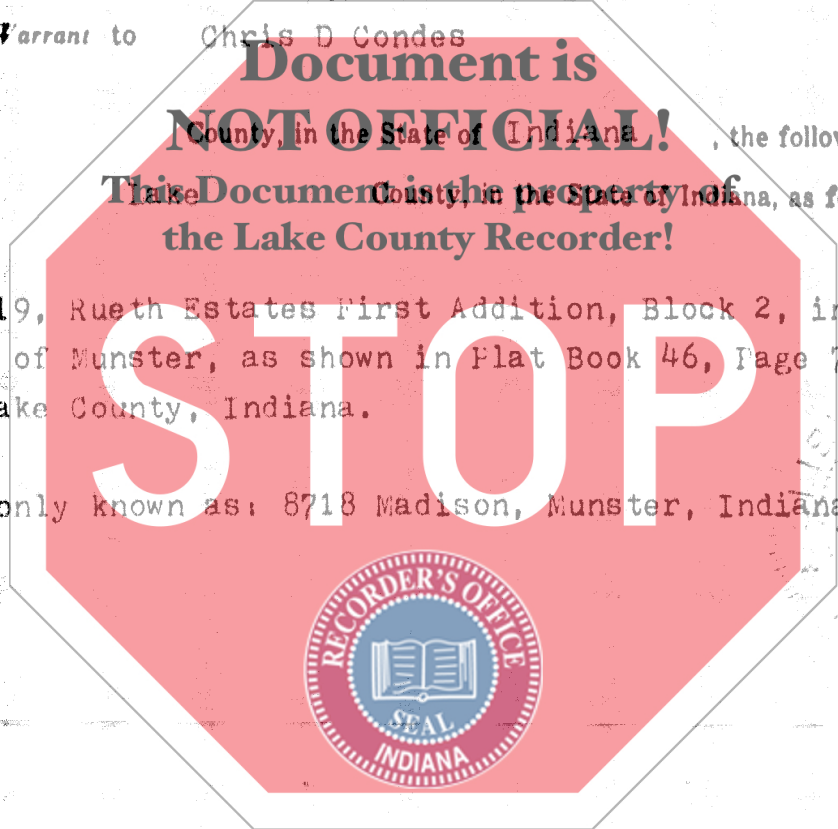 Warrant to Chris D Condes
Document is
NOT OFFICIAL!
County, in the State of Indiana , the follow
This Document is the property of
Lake County, in the State of Indiana, as f
the Lake County Recorder!
19, Rueth Estates First Addition, Block 2, in
of Munster, as shown in Plat Book 46, Page 7
ake County, Indiana.
STOP
only known as: 8718 Madison, Munster, Indiana
RECORDER'S OFFICE
SEAL
INDIANA